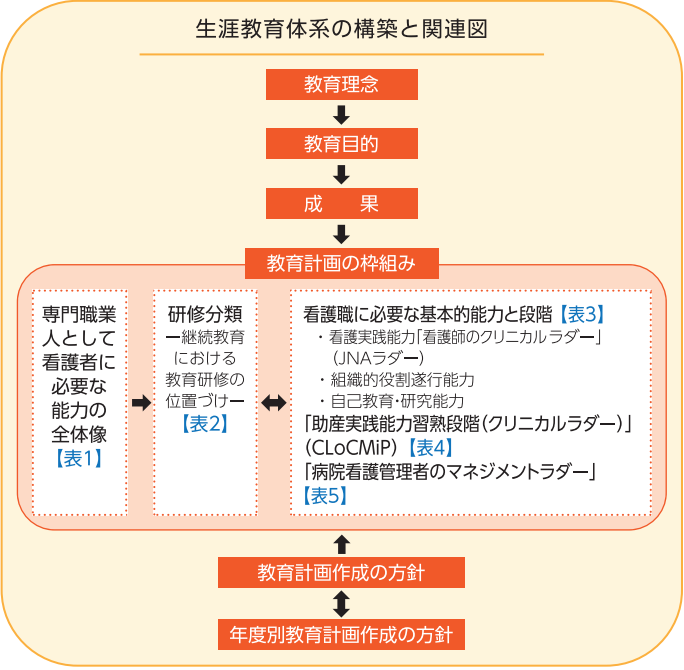 生涯教育体系の構築と関連図
教育理念
教育目的
成　果
教育計画の枠組み
専門職業
人として
看護者に
必要な
能力の
全体像
【表1】
研修分類
ー継続教育
における
教育研修の
位置づけー
【表2】
看護職に必要な基本的能力と段階【表3】
・看護実践能力「看護師のクリニカルラダー」
（JNAラダー）
・組織的役割遂行能力
・自己教育・研究能力
「助産実践能力習熟段階（クリニカルラダー）」
（CLoCMiP）【表4】
「病院看護管理者のマネジメントラダー」
【表5】
教育計画作成の方針
年度別教育計画作成の方針